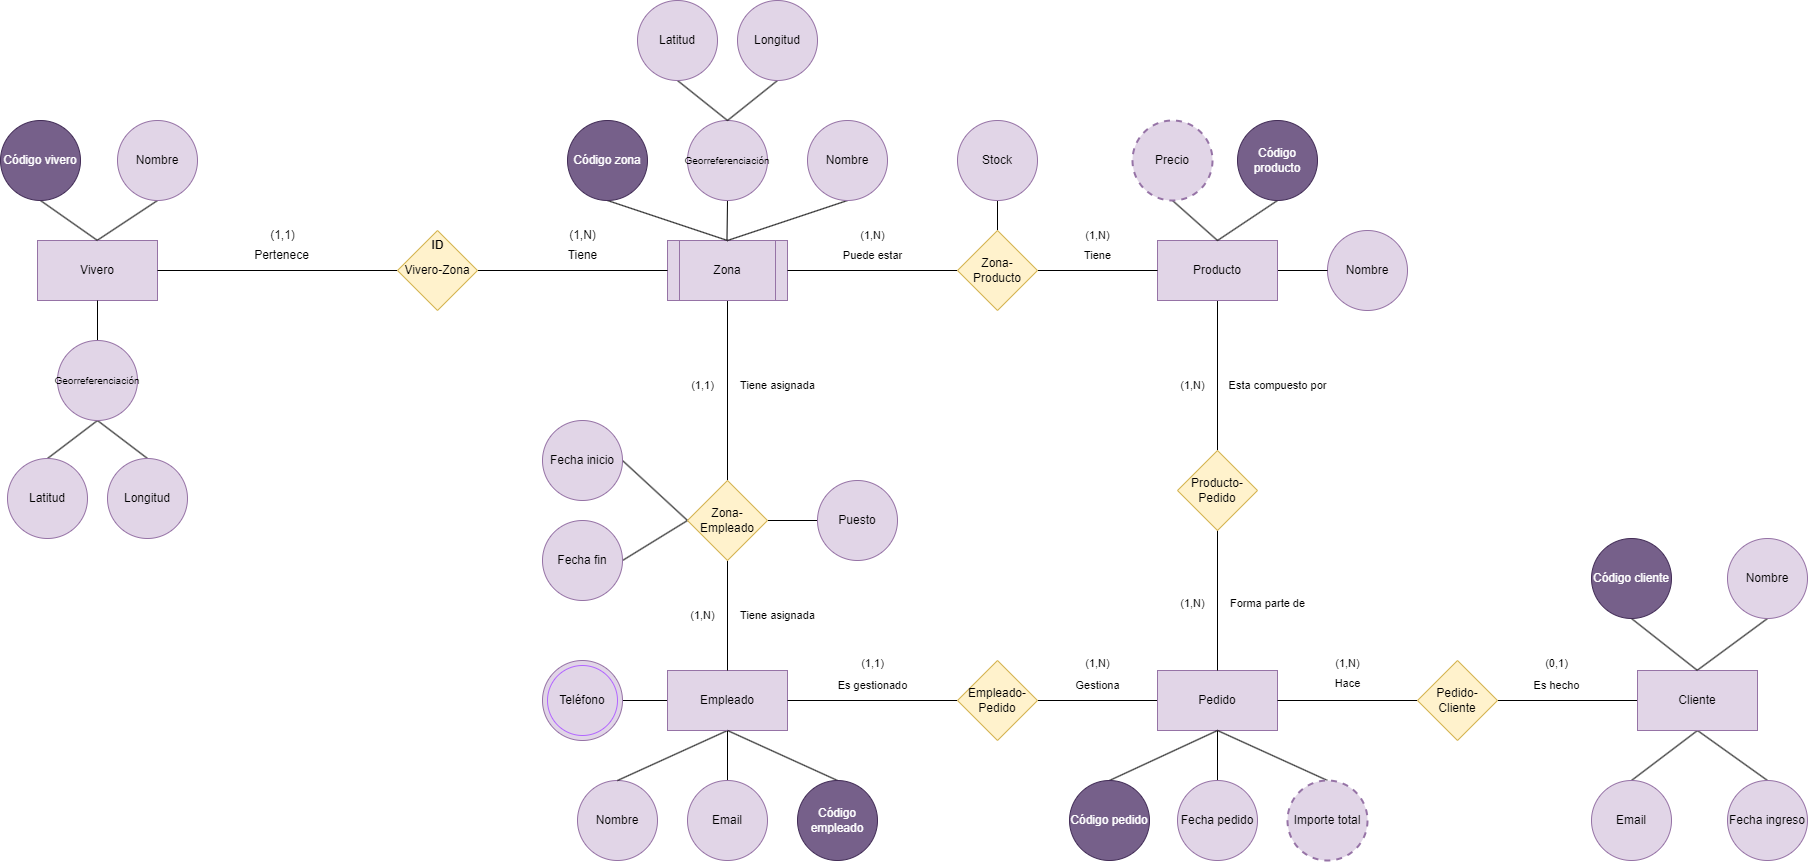 Latitud
Longitud
Código vivero
Nombre
Código zona
Georreferenciación
Nombre
Stock
Precio
Código
producto
(1,1)
Pertenece
ID
Vivero-Zona
(1,N)
Tiene
(1,N)
Puede estar
Zona-
Producto
(1,N)
Tiene
Vivero
Zona
Producto
Nombre
Georreferenciación
Latitud
Longitud
(1,1)
Tiene asignada
(1,N)
Esta compuesto por
Fecha inicio
Fecha fin
Zona-
Empleado
Puesto
Producto-
Pedido
(1,N)
Tiene asignada
(1,N)
Forma parte de
Código cliente
Nombre
Teléfono
Empleado
(1,1)
Es gestionado
Empleado-
Pedido
(1,N)
Gestiona
Pedido
(1,N)
Hace
Pedido-
Cliente
(0,1)
Es hecho
Cliente
Nombre
Email
Código
empleado
Código pedido
Fecha pedido
Importe total
Email
Fecha ingreso